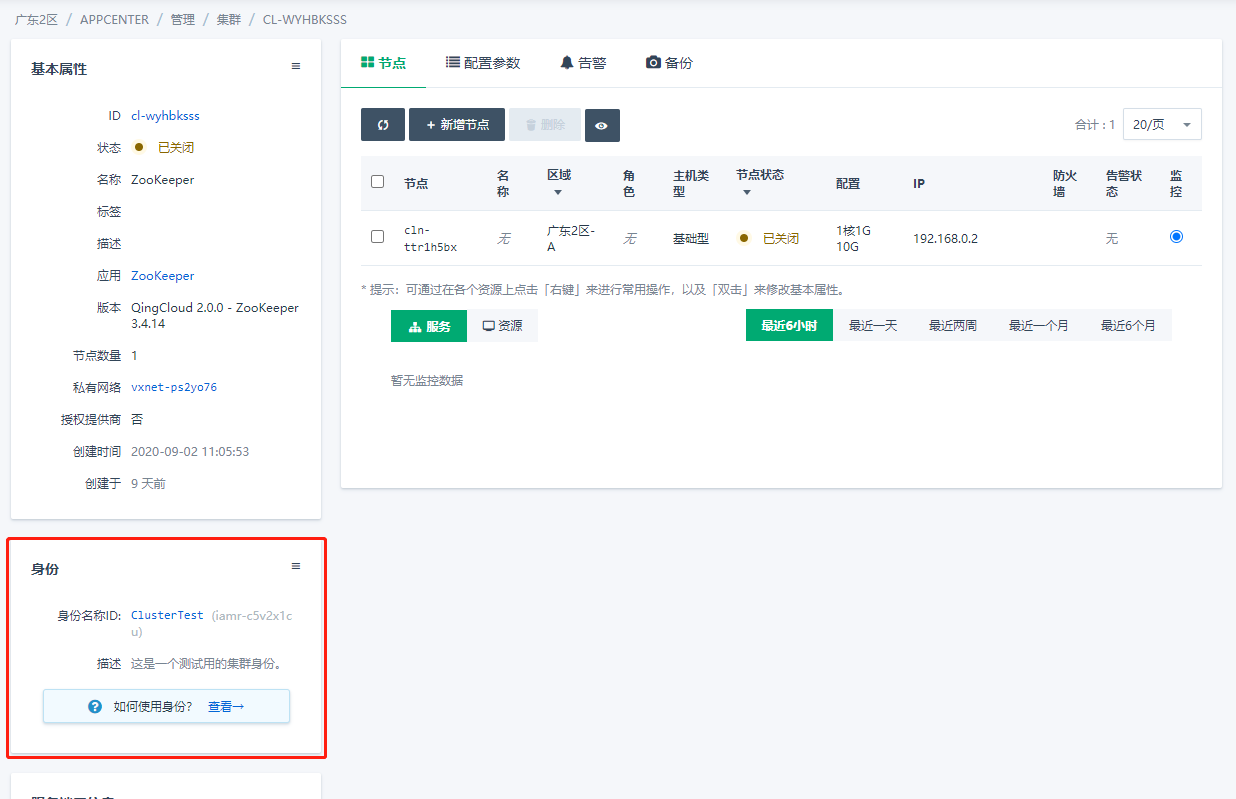 广东2区 / APPCENTER / 管理 / 集群 / CL-WYHBKSSS
基本属性
ID cl-wyhbksss
状态 已关闭
名称 ZooKeeper
标签
描述
应用 ZooKeeper
版本 QingCloud 2.0.0 - ZooKeeper
3.4.14
节点数量 1
私有网络 vxnet-ps2yo76
授权提供商 否
创建时间 2020-09-02 11:05:53
创建于 9 天前
身份
身份名称ID: ClusterTest (iamr-c5v2x1c
u)
描述 这是一个测试用的集群身份。
如何使用身份? 查看→
节点 配置参数 告警 备份
+ 新增节点 删除 合计 : 1 20/页
节点 名称 区域 角色 主机类型 节点状态 配置 IP 防火墙 告警状态 监控
cln-ttr1h5bx 无 广东2区-A 无 基础型 已关闭 1核1G 10G 192.168.0.2 无
* 提示：可通过在各个资源上点击「右键」来进行常用操作，以及「双击」来修改基本属性。
服务 资源 最近6小时 最近一天 最近两周 最近一个月 最近6个月
暂无监控数据